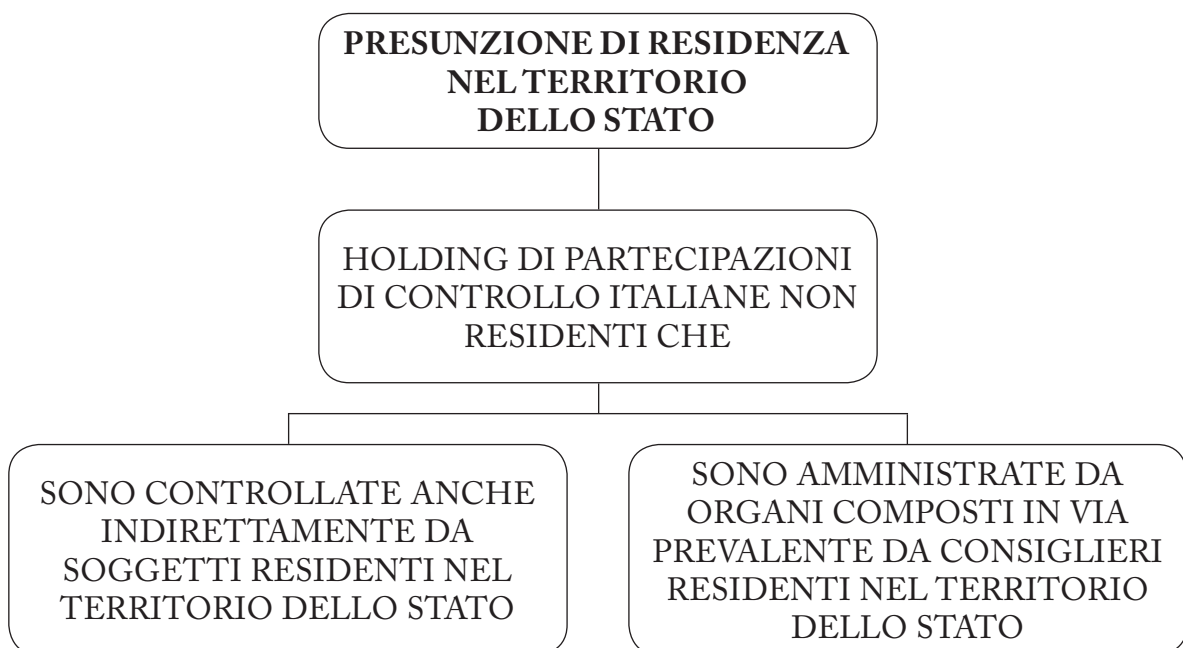 PRESUNZIONE DI RESIDENZA
NEL TERRITORIO
DELLO STATO
HOLDING DI PARTECIPAZIONI
DI CONTROLLO ITALIANE NON
RESIDENTI CHE
SONO CONTROLLATE ANCHE
INDIRETTAMENTE DA
SOGGETTI RESIDENTI NEL
TERRITORIO DELLO STATO
SONO AMMINISTRATE DA
ORGANI COMPOSTI IN VIA
PREVALENTE DA CONSIGLIERI
RESIDENTI NEL TERRITORIO
DELLO STATO